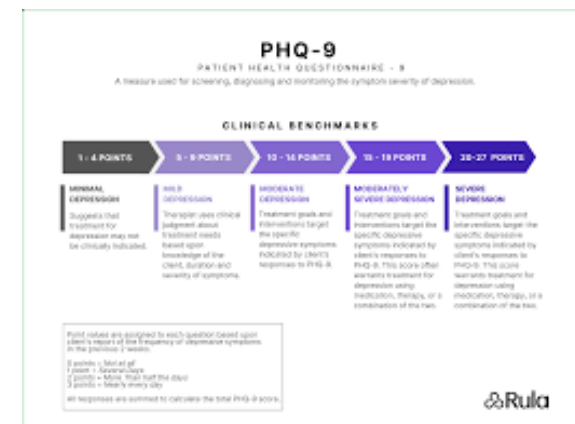 PHQ-9
PATIENT HEALTH QUESTIONNAIRE - 9
A measure used for screening, diagnosing and monitoring the symptom severity of depression.
CLINICAL BENCHMARKS
1 - 4 POINTS
5 - 9 POINTS
10 - 14 POINTS
15 - 19 POINTS
20-27 POINTS
MINIMAL
DEPRESSION
Suggests that
treatment for
depression may not
be clinically indicated.
MILD
DEPRESSION
Therapist uses clinical
judgment about
treatment needs
based upon
knowledge of the
client, duration and
severity of symptoms.
MODERATE
DEPRESSION
Treatment goals and
interventions target
the specific
depressive symptoms
indicated by client's
responses to PHQ-9.
MODERATELY
SEVERE DEPRESSION
Treatment goals and
interventions target the
specific depressive
symptoms indicated by
client's responses to
PHQ-9. This score often
warrants treatment for
depression using
medication, therapy, or a
combination of the two.
SEVERE
DEPRESSION
Treatment goals and
interventions target the
specific depressive
symptoms indicated by
client's responses to
PHQ-9. This score
warrants treatment for
depression using
medication, therapy, or a
combination of the two.
Point values are assigned to each question based upon
client's report of the frequency of depressive symptoms
in the previous 2 weeks.
0 points = Not at all
1 point = Several days
2 points = More than half the days
3 points = Nearly every day
All responses are summed to calculate the total PHQ-9 score.
Rula